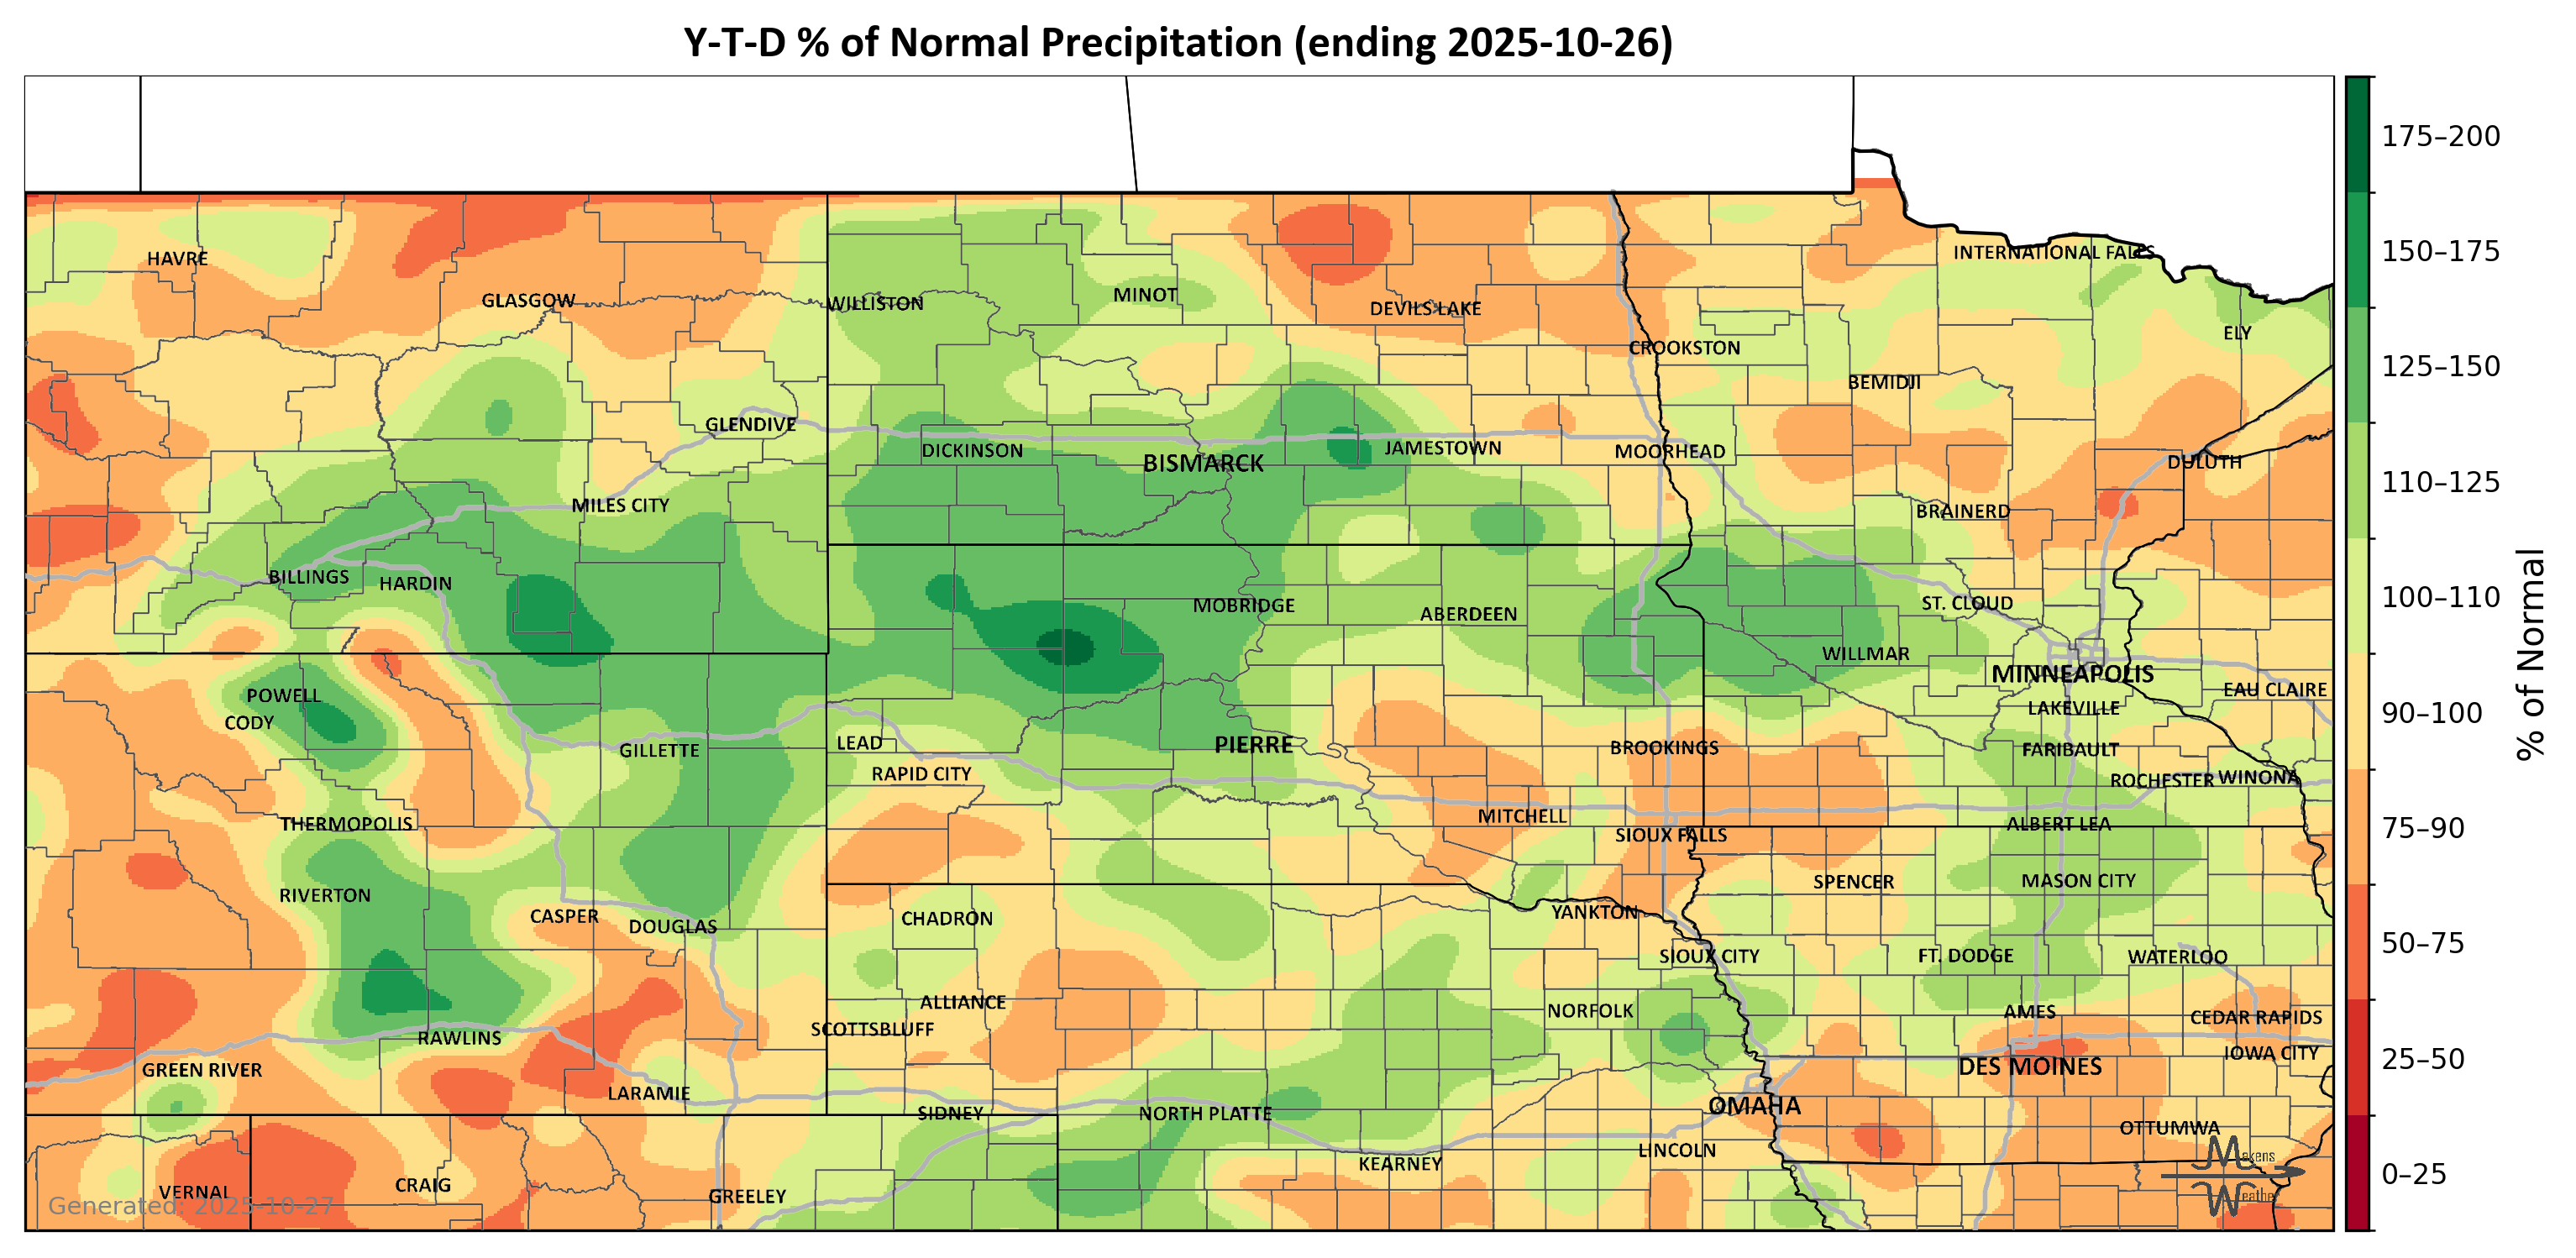 Y-T-D % of Normal Precipitation (ending 2025-10-26)
175–200
150–175
125–150
110–125
100–110
90–100
75–90
50–75
25–50
0–25
% of Normal
INTERNATIONAL FALLS
HAVRE
GLASGOW
WILLISTON
MINOT
DEVILS LAKE
ELY
CROOKSTON
BEMIDJI
GLENDIVE
DICKINSON
BISMARCK
JAMESTOWN
MOORHEAD
DULUTH
MILES CITY
BRAINERD
BILLINGS
HARDIN
MOBRIDGE
ABERDEEN
ST. CLOUD
WILLMAR
MINNEAPOLIS
EAU CLAIRE
POWELL
CODY
LAKEVILLE
GILLETTE
LEAD
PIERRE
BROOKINGS
FARIBAULT
RAPID CITY
ROCHESTER
WINONA
THERMOPOLIS
MITCHELL
SIOUX FALLS
ALBERT LEA
RIVERTON
SPENCER
MASON CITY
CASPER
DOUGLAS
CHADRON
YANKTON
SIOUX CITY
FT. DODGE
WATERLOO
ALLIANCE
NORFOLK
AMES
CEDAR RAPIDS
RAWLINS
SCOTTSBLUFF
IOWA CITY
GREEN RIVER
DES MOINES
LARAMIE
SIDNEY
NORTH PLATTE
OMAHA
OTTUMWA
LINCOLN
KEARNEY
VERNAL
CRAIG
GREELEY
Generated: 2025-10-27
Makens
Weather